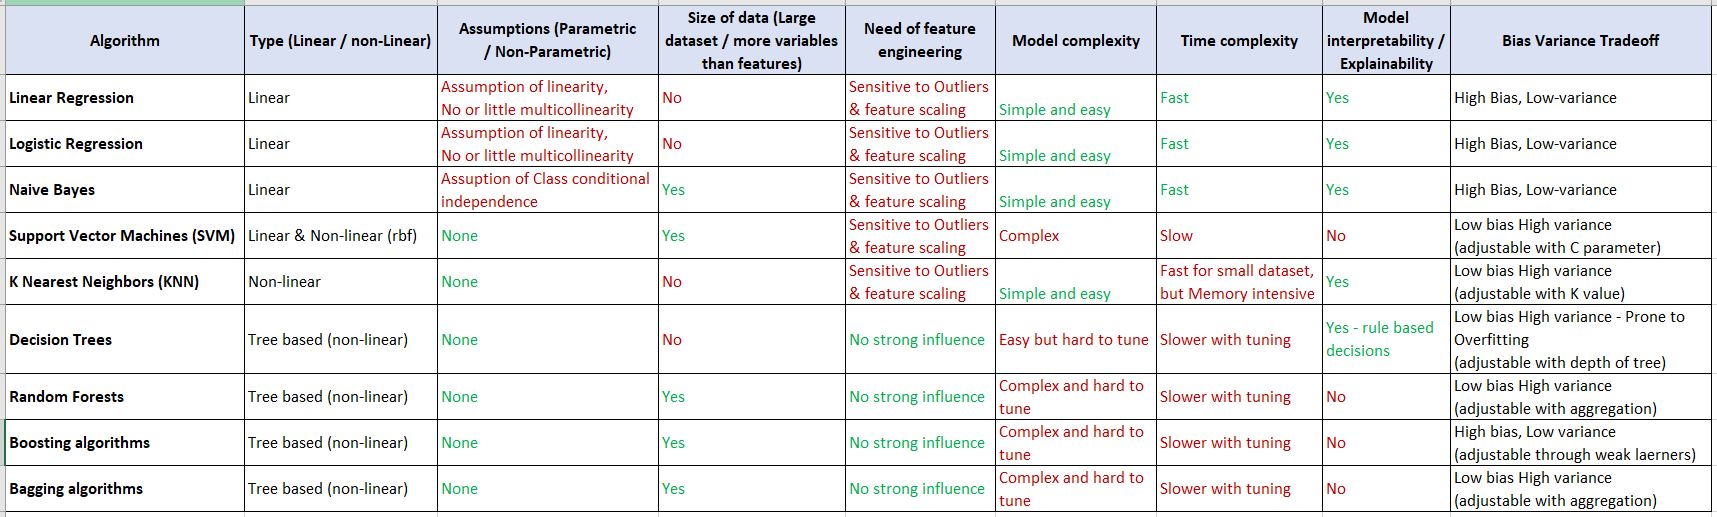 Algorithm
Type (Linear / non-Linear)
Assumptions (Parametric
/ Non-Parametric)
Size of data (Large
dataset / more variables
than features)
Need of feature
engineering
Model complexity
Time complexity
Model
interpretability /
Explainability
Bias Variance Tradeoff
Linear Regression
Linear
Assumption of linearity,
No or little multicollinearity
No
Sensitive to Outliers
& feature scaling
Simple and easy
Fast
Yes
High Bias, Low-variance
Logistic Regression
Linear
Assumption of linearity,
No or little multicollinearity
No
Sensitive to Outliers
& feature scaling
Simple and easy
Fast
Yes
High Bias, Low-variance
Naive Bayes
Linear
Assuption of Class conditional
independence
Yes
Sensitive to Outliers
& feature scaling
Simple and easy
Fast
Yes
High Bias, Low-variance
Support Vector Machines (SVM)
Linear & Non-linear (rbf)
None
Yes
Sensitive to Outliers
& feature scaling
Complex
Slow
No
Low bias High variance
(adjustable with C parameter)
K Nearest Neighbors (KNN)
Non-linear
None
No
Sensitive to Outliers
& feature scaling
Simple and easy
Fast for small dataset,
but Memory intensive
Yes
Low bias High variance
(adjustable with K value)
Decision Trees
Tree based (non-linear)
None
No
No strong influence
Easy but hard to tune
Slower with tuning
Yes - rule based
decisions
Low bias High variance - Prone to
Overfitting
(adjustable with depth of tree)
Random Forests
Tree based (non-linear)
None
Yes
No strong influence
Complex and hard to
tune
Slower with tuning
No
Low bias High variance
(adjustable with aggregation)
Boosting algorithms
Tree based (non-linear)
None
Yes
No strong influence
Complex and hard to
tune
Slower with tuning
No
High bias, Low variance
(adjustable through weak laerners)
Bagging algorithms
Tree based (non-linear)
None
Yes
No strong influence
Complex and hard to
tune
Slower with tuning
No
Low bias High variance
(adjustable with aggregation)